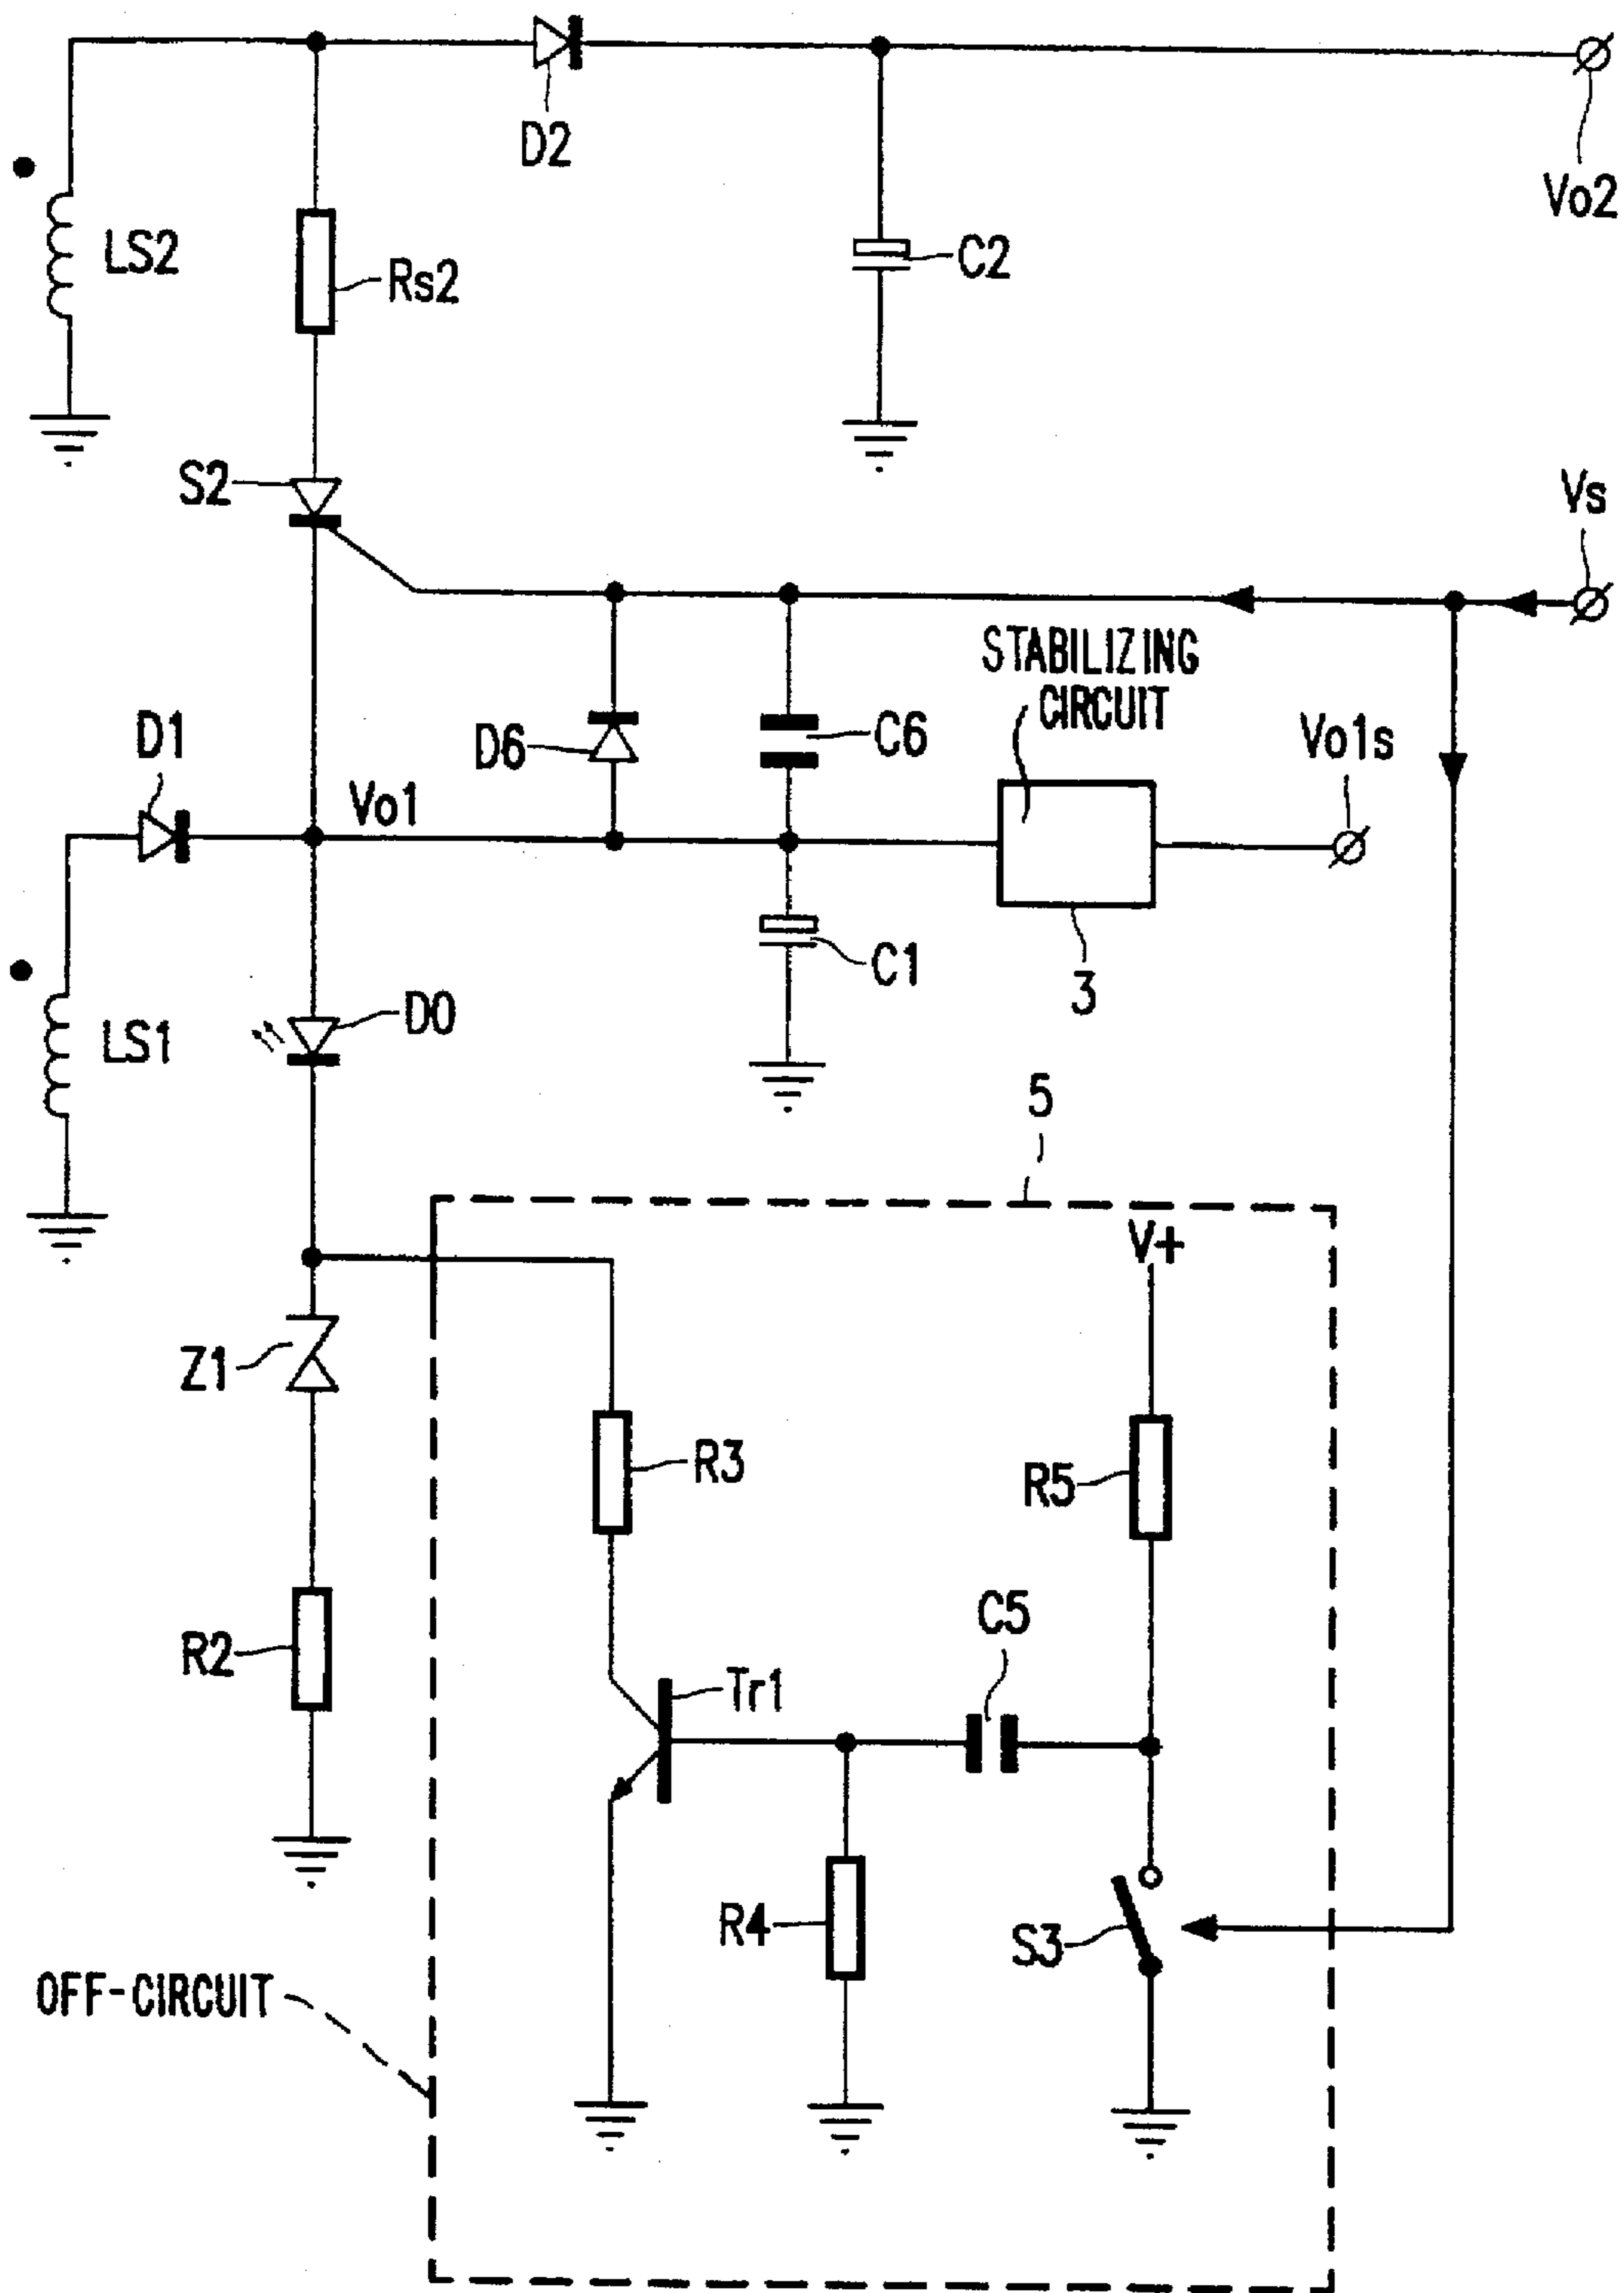 D2
Vo2
LS2
Rs2
C2
S2
Vs
STABILIZING
CIRCUIT
D1
D6
C6
Vo1s
Vo1
C1
3
D0
LS1
5
V+
Z1
R3
R5
C5
R2
Tr1
R4
S3
OFF-CIRCUIT